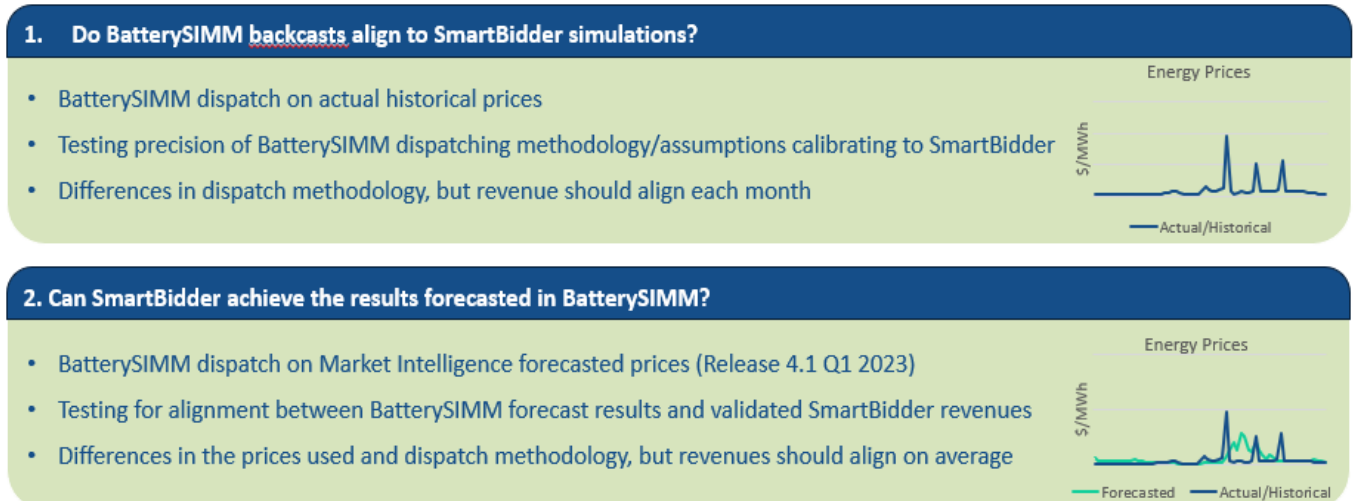 1. Do BatterySIMM backcasts align to SmartBidder simulations?
• BatterySIMM dispatch on actual historical prices
• Testing precision of BatterySIMM dispatching methodology/assumptions calibrating to SmartBidder
• Differences in dispatch methodology, but revenue should align each month
Energy Prices
$/MWh
Actual/Historical
2. Can SmartBidder achieve the results forecasted in BatterySIMM?
• BatterySIMM dispatch on Market Intelligence forecasted prices (Release 4.1 Q1 2023)
• Testing for alignment between BatterySIMM forecast results and validated SmartBidder revenues
• Differences in the prices used and dispatch methodology, but revenues should align on average
Energy Prices
$/MWh
Forecasted Actual/Historical